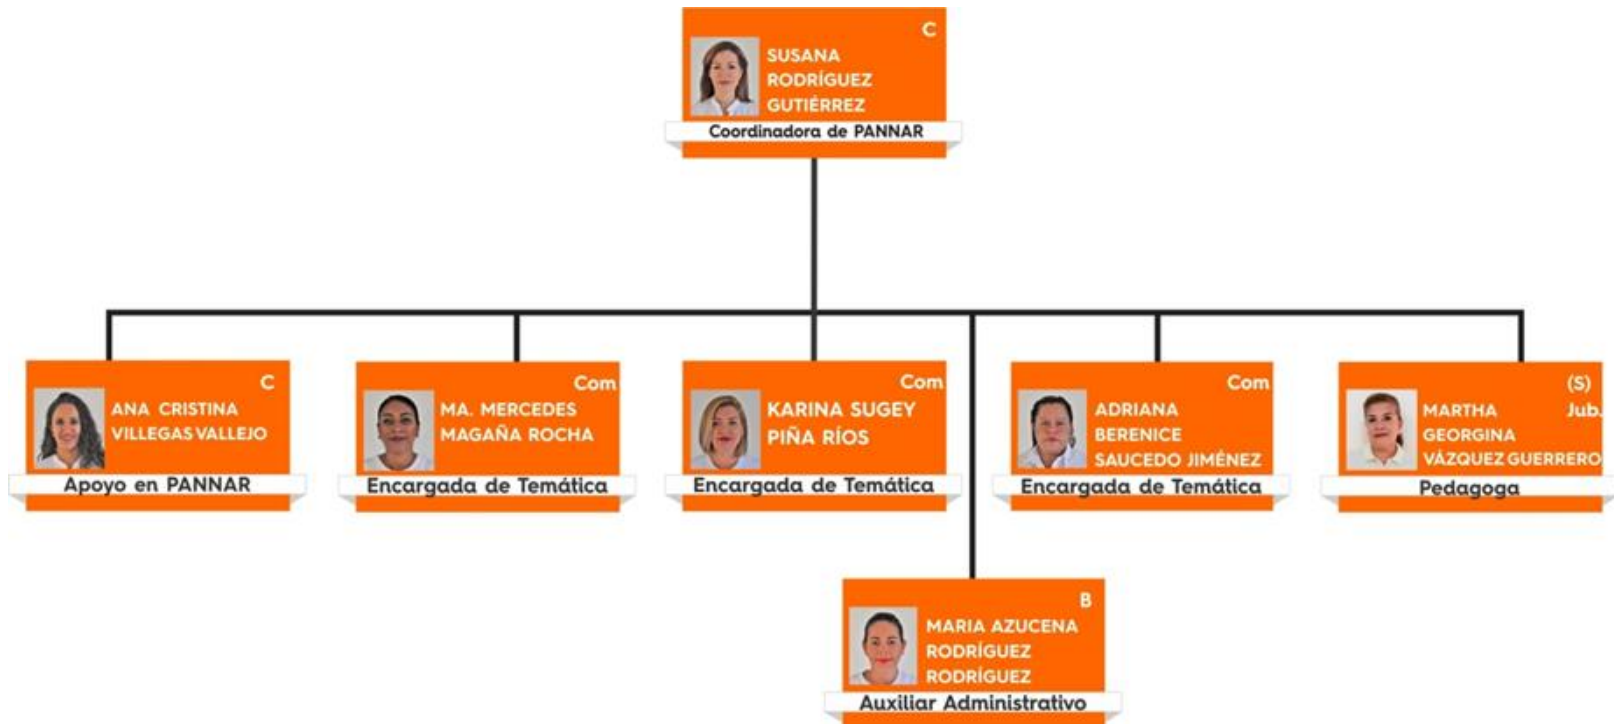 C
SUSANA
RODRÍGUEZ
GUTIÉRREZ
Coordinadora de PANNAR
C
ANA CRISTINA
VILLEGAS VALLEJO
Apoyo en PANNAR
Com
MA. MERCEDES
MAGAÑA ROCHA
Encargada de Temática
Com
KARINA SUGEY
PIÑA RÍOS
Encargada de Temática
Com
ADRIANA
BERENICE
SAUCEDO JIMÉNEZ
Encargada de Temática
(S)
Jub.
MARTHA
GEORGINA
VÁZQUEZ GUERRERO
Pedagoga
B
MARIA AZUCENA
RODRÍGUEZ
RODRÍGUEZ
Auxiliar Administrativo